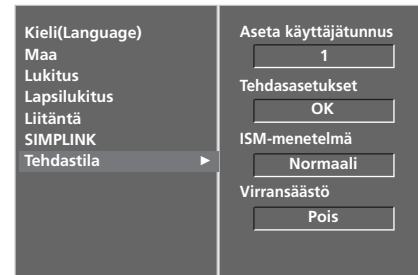 Kieli(Language)
Maa
Lukitus
Lapsilukitus
Liitäntä
SIMPLINK
Tehdastila ►
Aseta käyttäjätunnus
1
Tehdasasetukset
OK
ISM-menetelmä
Normaali
Virransäästö
Pois